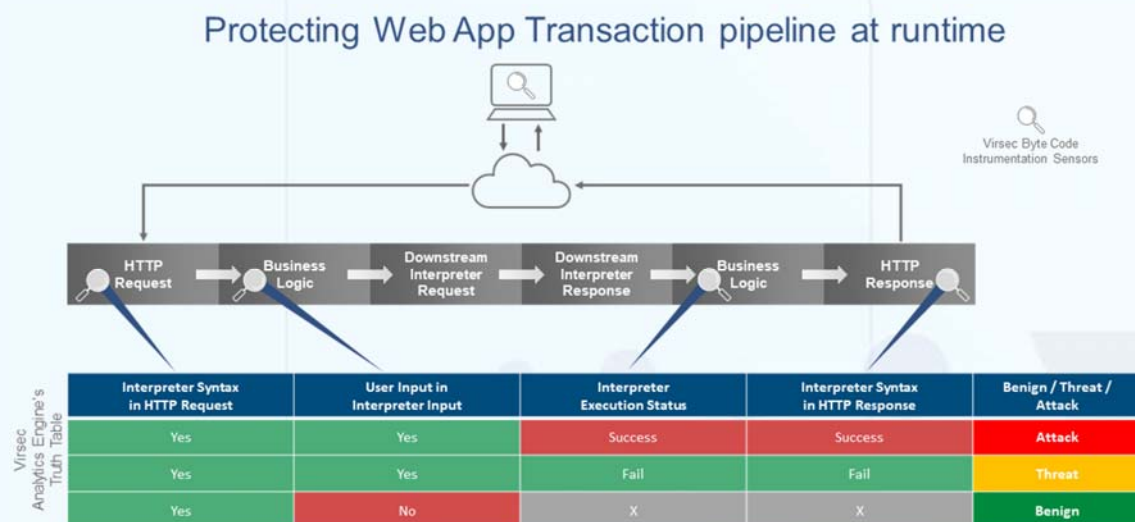 Protecting Web App Transaction pipeline at runtime
Virsec Byte Code
Instrumentation Sensors
HTTP
Request
Business
Logic
Downstream
Interpreter
Request
Downstream
Interpreter
Response
Business
Logic
HTTP
Response
Virsec
Analytics Engine's
Truth Table
Interpreter Syntax
in HTTP Request
User Input in
Interpreter Input
Interpreter
Execution Status
Interpreter Syntax
in HTTP Response
Benign / Threat /
Attack
Yes
Yes
Success
Success
Attack
Yes
Yes
Fail
Fail
Threat
Yes
No
X
X
Benign